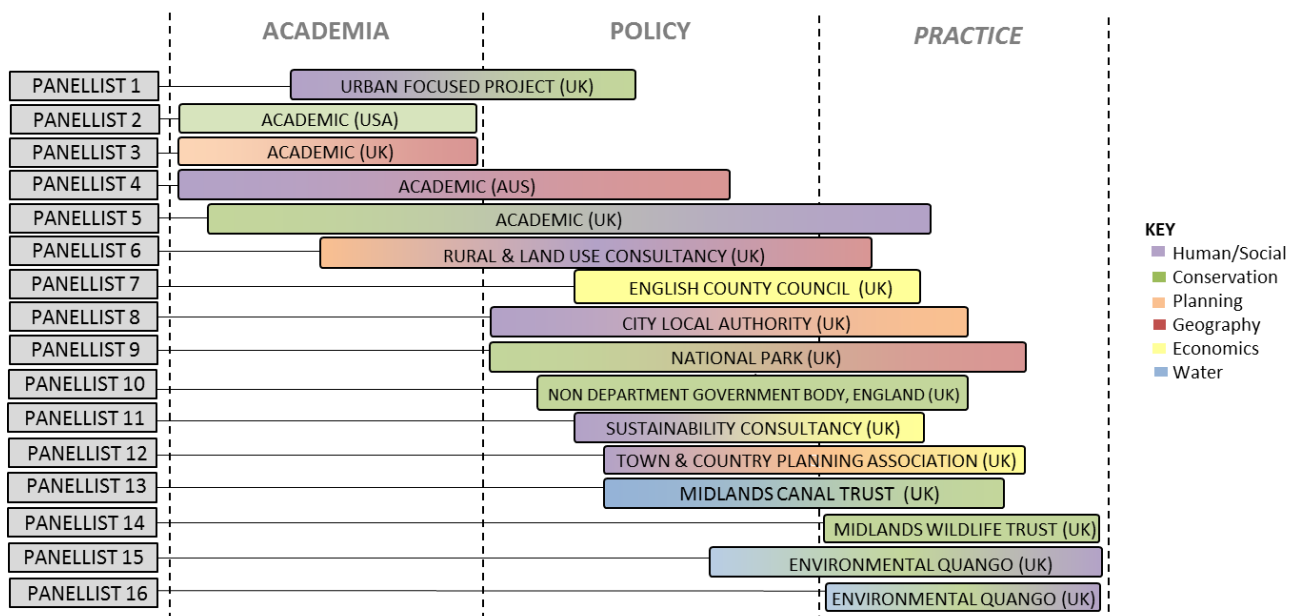 ACADEMIA POLICY PRACTICE
PANELLIST 1 URBAN FOCUSED PROJECT (UK)
PANELLIST 2 ACADEMIC (USA)
PANELLIST 3 ACADEMIC (UK)
PANELLIST 4 ACADEMIC (AUS)
PANELLIST 5 ACADEMIC (UK)
PANELLIST 6 RURAL & LAND USE CONSULTANCY (UK)
PANELLIST 7 ENGLISH COUNTY COUNCIL (UK)
PANELLIST 8 CITY LOCAL AUTHORITY (UK)
PANELLIST 9 NATIONAL PARK (UK)
PANELLIST 10 NON DEPARTMENT GOVERNMENT BODY, ENGLAND (UK)
PANELLIST 11 SUSTAINABILITY CONSULTANCY (UK)
PANELLIST 12 TOWN & COUNTRY PLANNING ASSOCIATION (UK)
PANELLIST 13 MIDLANDS CANAL TRUST (UK)
PANELLIST 14 MIDLANDS WILDLIFE TRUST (UK)
PANELLIST 15 ENVIRONMENTAL QUANGO (UK)
PANELLIST 16 ENVIRONMENTAL QUANGO (UK)
KEY
Human/Social
Conservation
Planning
Geography
Economics
Water